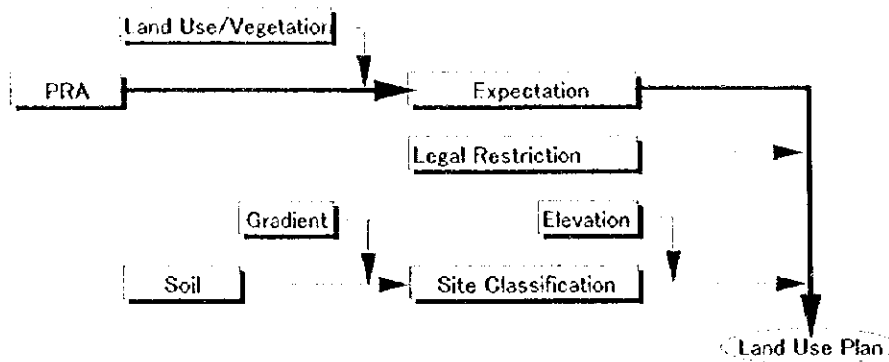 Land Use/Vegetation
PRA
Expectation
Legal Restriction
Gradient
Elevation
Soil
Site Classification
Land Use Plan